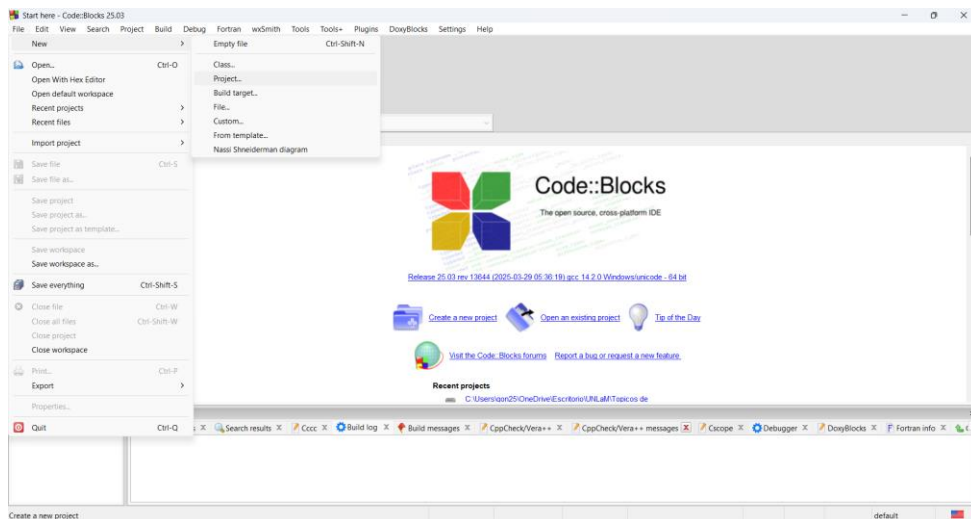 Start here - Code::Blocks 25.03
File Edit View Search Project Build Debug Fortran wxSmith Tools Tools+ Plugins DoxyBlocks Settings Help
New >
Open... Ctrl-O
Open With Hex Editor
Open default workspace
Recent projects >
Recent files >
Import project >
Save file Ctrl-S
Save file as...
Save project
Save project as...
Save project as template...
Save workspace
Save workspace as...
Save everything Ctrl-Shift-S
Close file Ctrl-W
Close all files Ctrl-Shift-W
Close project
Close workspace
Print... Ctrl-P
Export >
Properties...
Quit Ctrl-Q
Empty file Ctrl-Shift-N
Class...
Project...
Build target...
File...
Custom...
From template...
Nassi Shneiderman diagram
Code::Blocks
The open source, cross-platform IDE
Release 25.03 rev 13644 (2025-03-29 05:36:19) gcc 14.2.0 Windows/unicode - 64 bit
Create a new project Open an existing project Tip of the Day
Visit the Code::Blocks forums Report a bug or request a new feature
Recent projects
C:\Users\gon25\OneDrive\Escritorio\UNLaM\Topicos de
Search results X Cccc X Build log X Build messages X CppCheck/Vera++ X CppCheck/Vera++ messages X Cscope X Debugger X DoxyBlocks X Fortran info X
Create a new project default